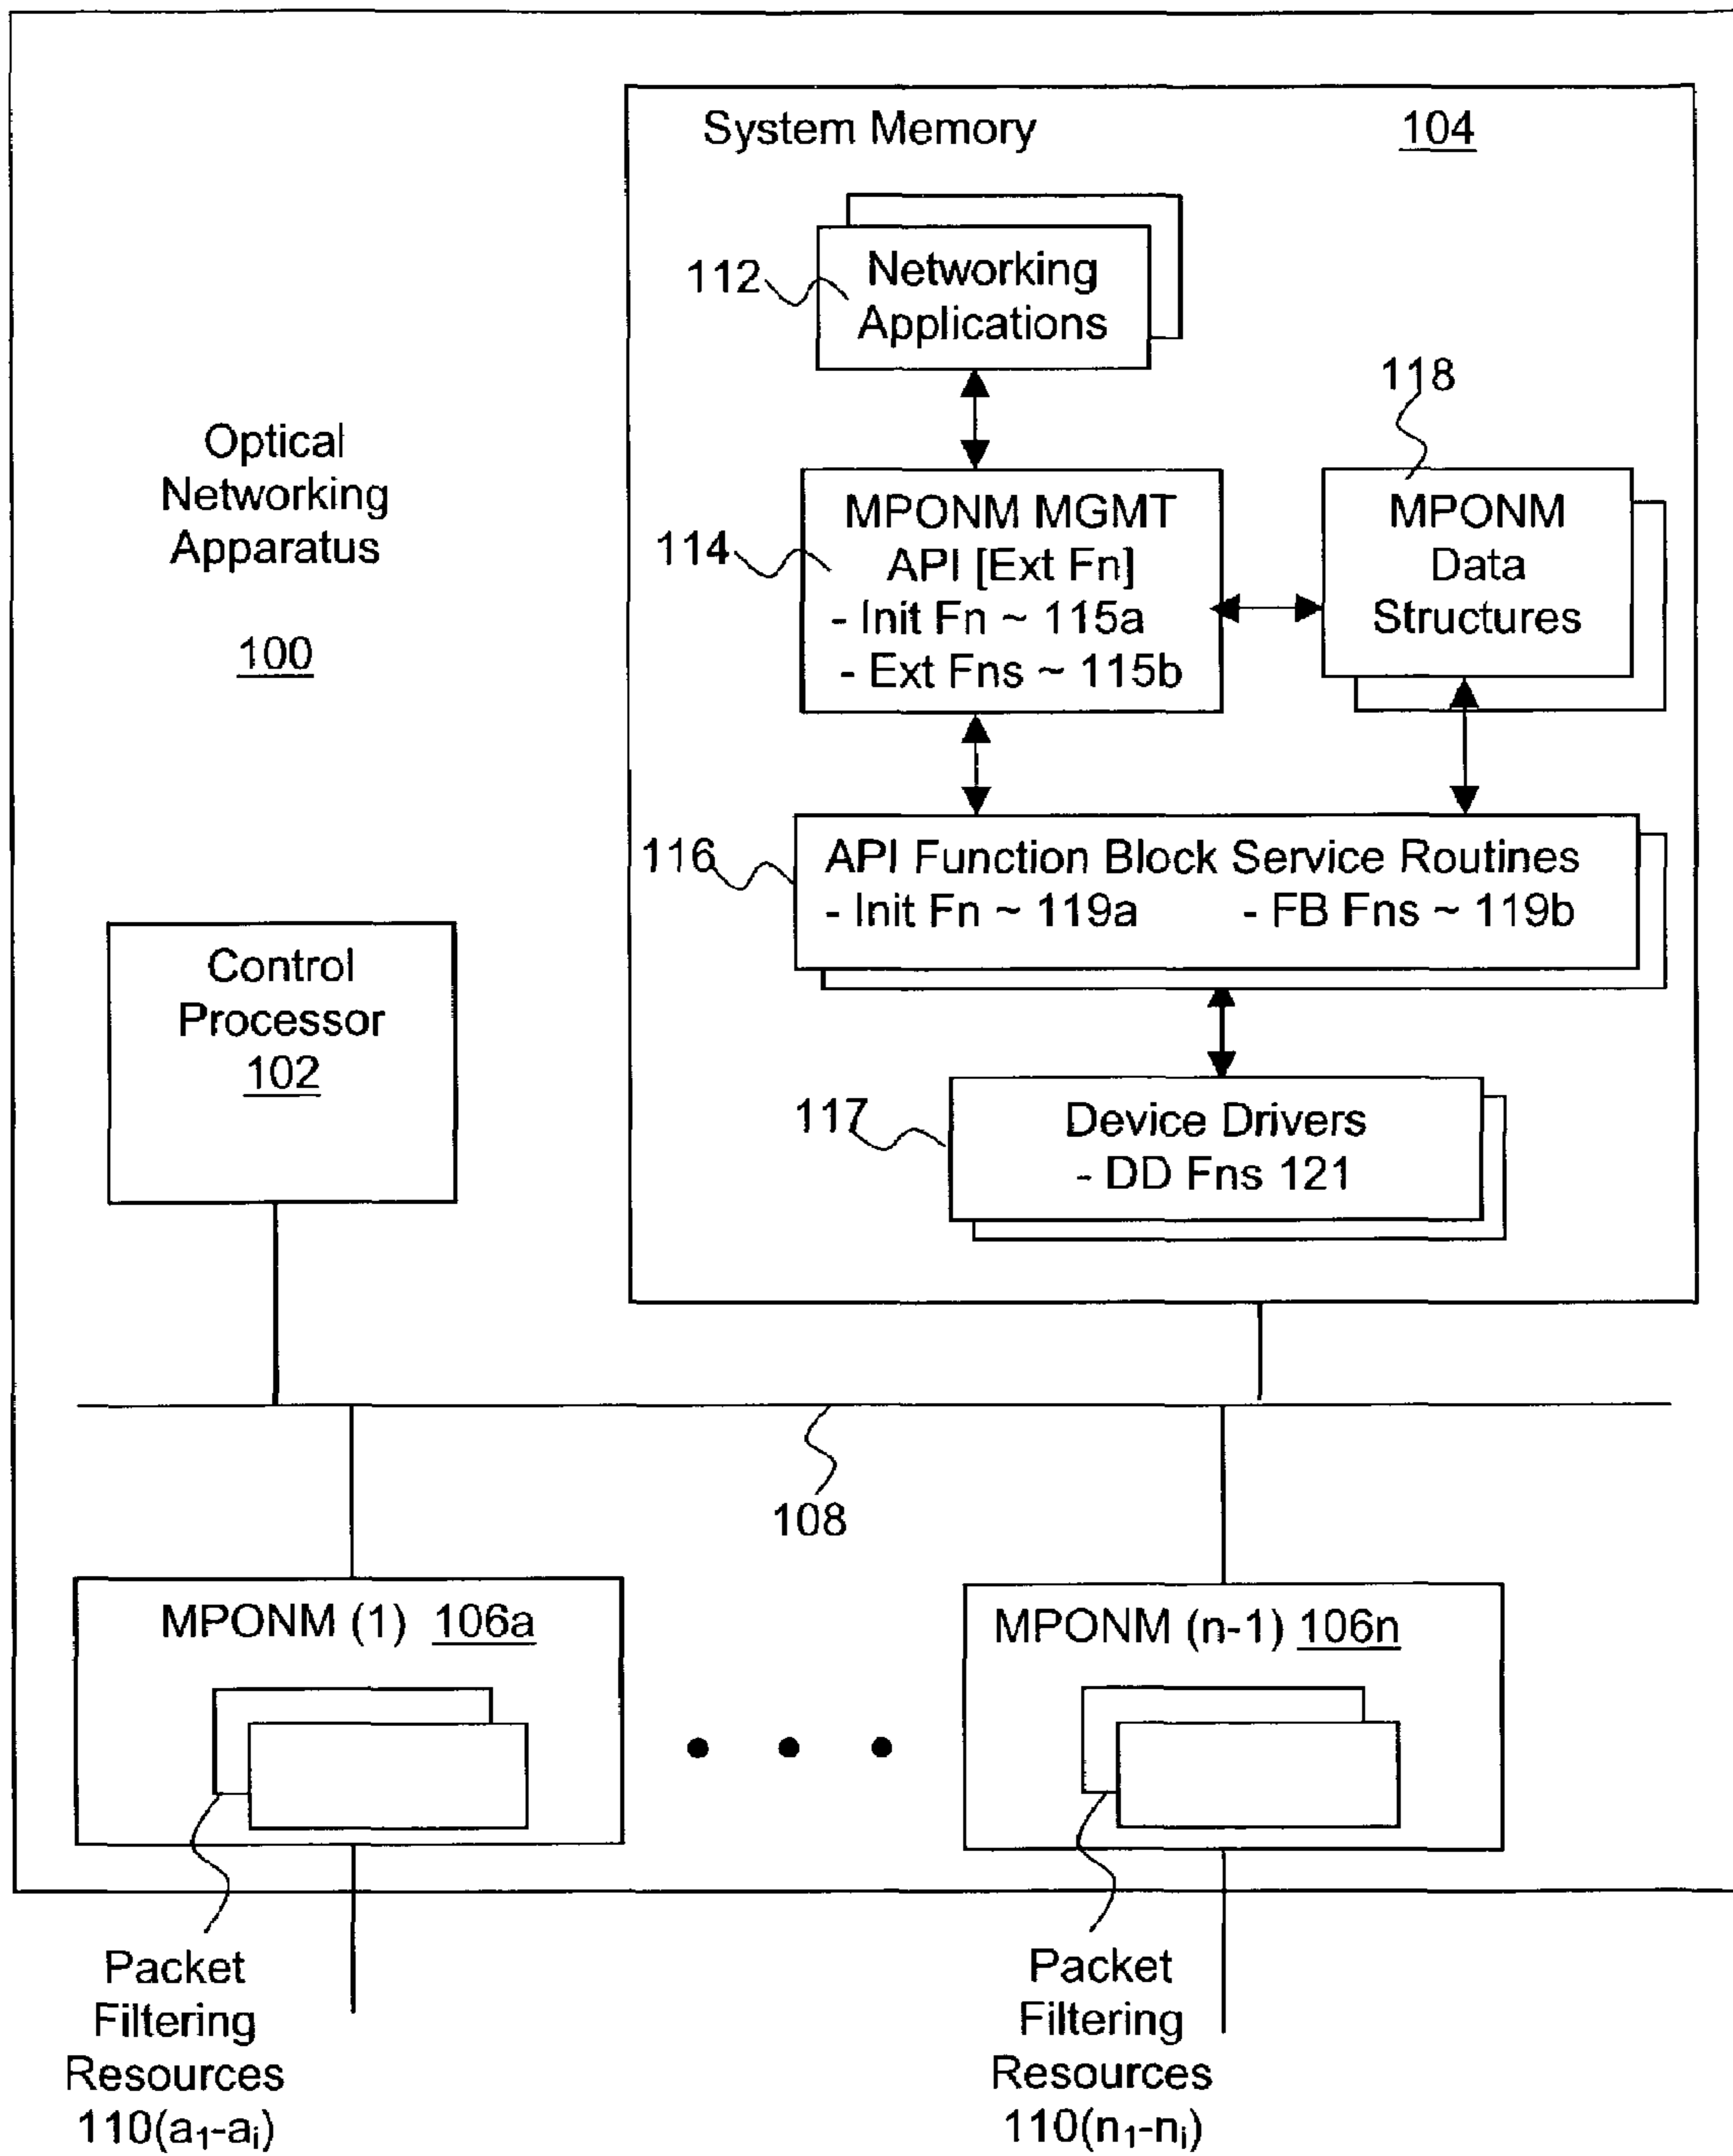 System Memory 104
112
Networking
Applications
118
Optical
Networking
Apparatus
100
114
MPONM MGMT
API [Ext Fn]
- Init Fn ~ 115a
- Ext Fns ~ 115b
MPONM
Data
Structures
116
API Function Block Service Routines
- Init Fn ~ 119a - FB Fns ~ 119b
Control
Processor
102
117
Device Drivers
- DD Fns 121
108
MPONM (1) 106a
MPONM (n-1) 106n
Packet
Filtering
Resources
110(a₁-aᵢ)
Packet
Filtering
Resources
110(n₁-nᵢ)